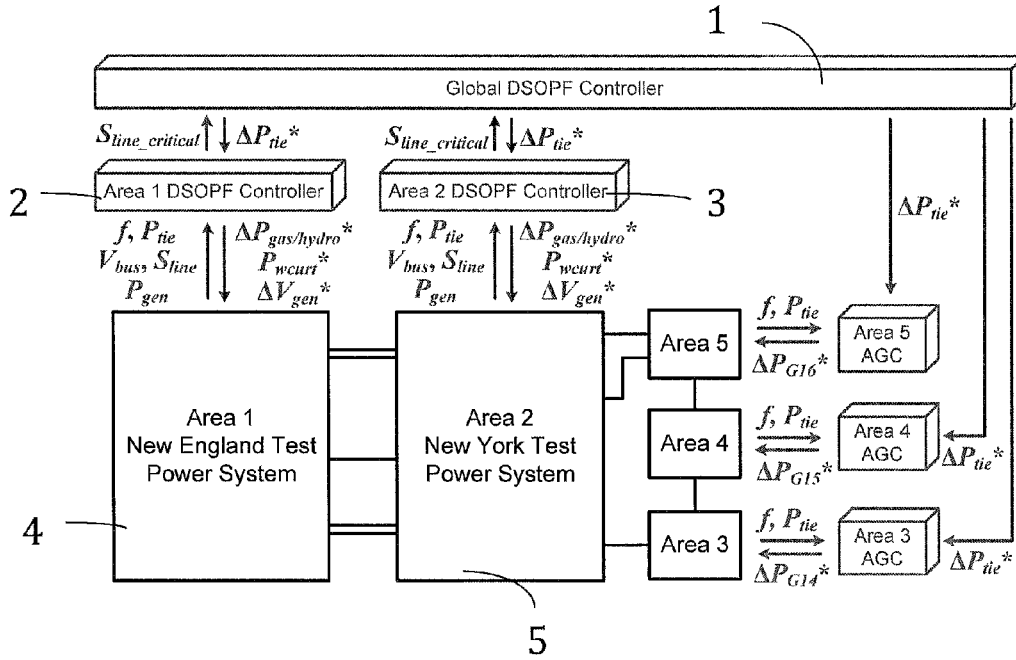 1
Global DSOPF Controller
S_line_critical ΔP_tie*
S_line_critical ΔP_tie*
2
Area 1 DSOPF Controller
Area 2 DSOPF Controller
3
ΔP_tie*
f, P_tie
V_bus, S_line
P_gen
ΔP_gas/hydro*
P_wcurt*
ΔV_gen*
f, P_tie
V_bus, S_line
P_gen
ΔP_gas/hydro*
P_wcurt*
ΔV_gen*
Area 1
New England Test
Power System
4
Area 2
New York Test
Power System
5
Area 5
f, P_tie
ΔP_G16*
Area 5
AGC
Area 4
f, P_tie
ΔP_G15*
Area 4
AGC
ΔP_tie*
Area 3
f, P_tie
ΔP_G14*
Area 3
AGC
ΔP_tie*